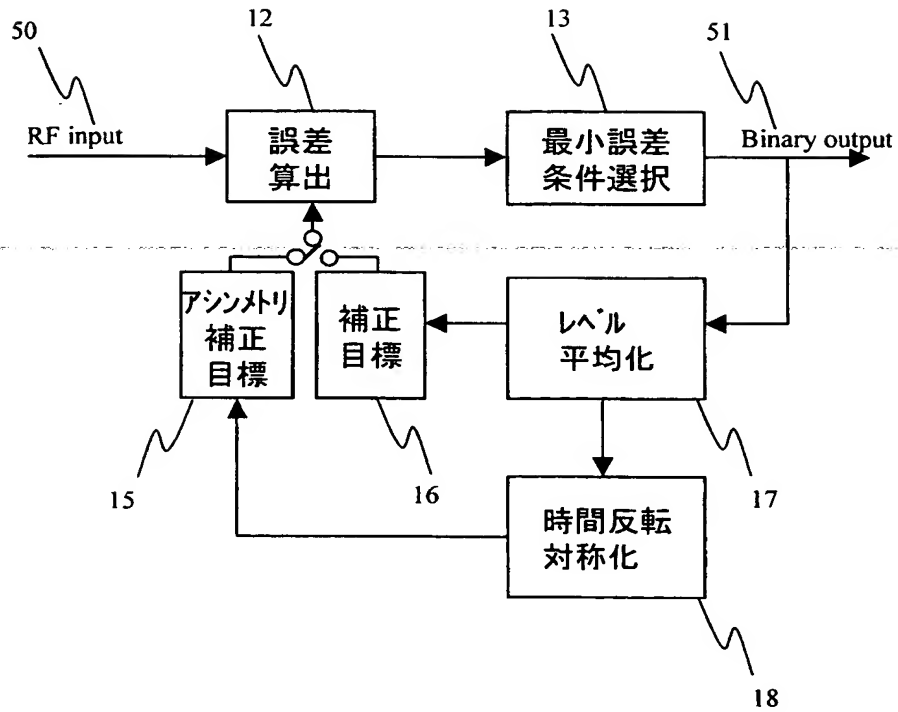 50
12
13
51
RF input
誤差
算出
最小誤差
条件選択
Binary output
アシンメトリ
補正
目標
補正
目標
レベル
平均化
15
16
17
時間反転
対称化
18